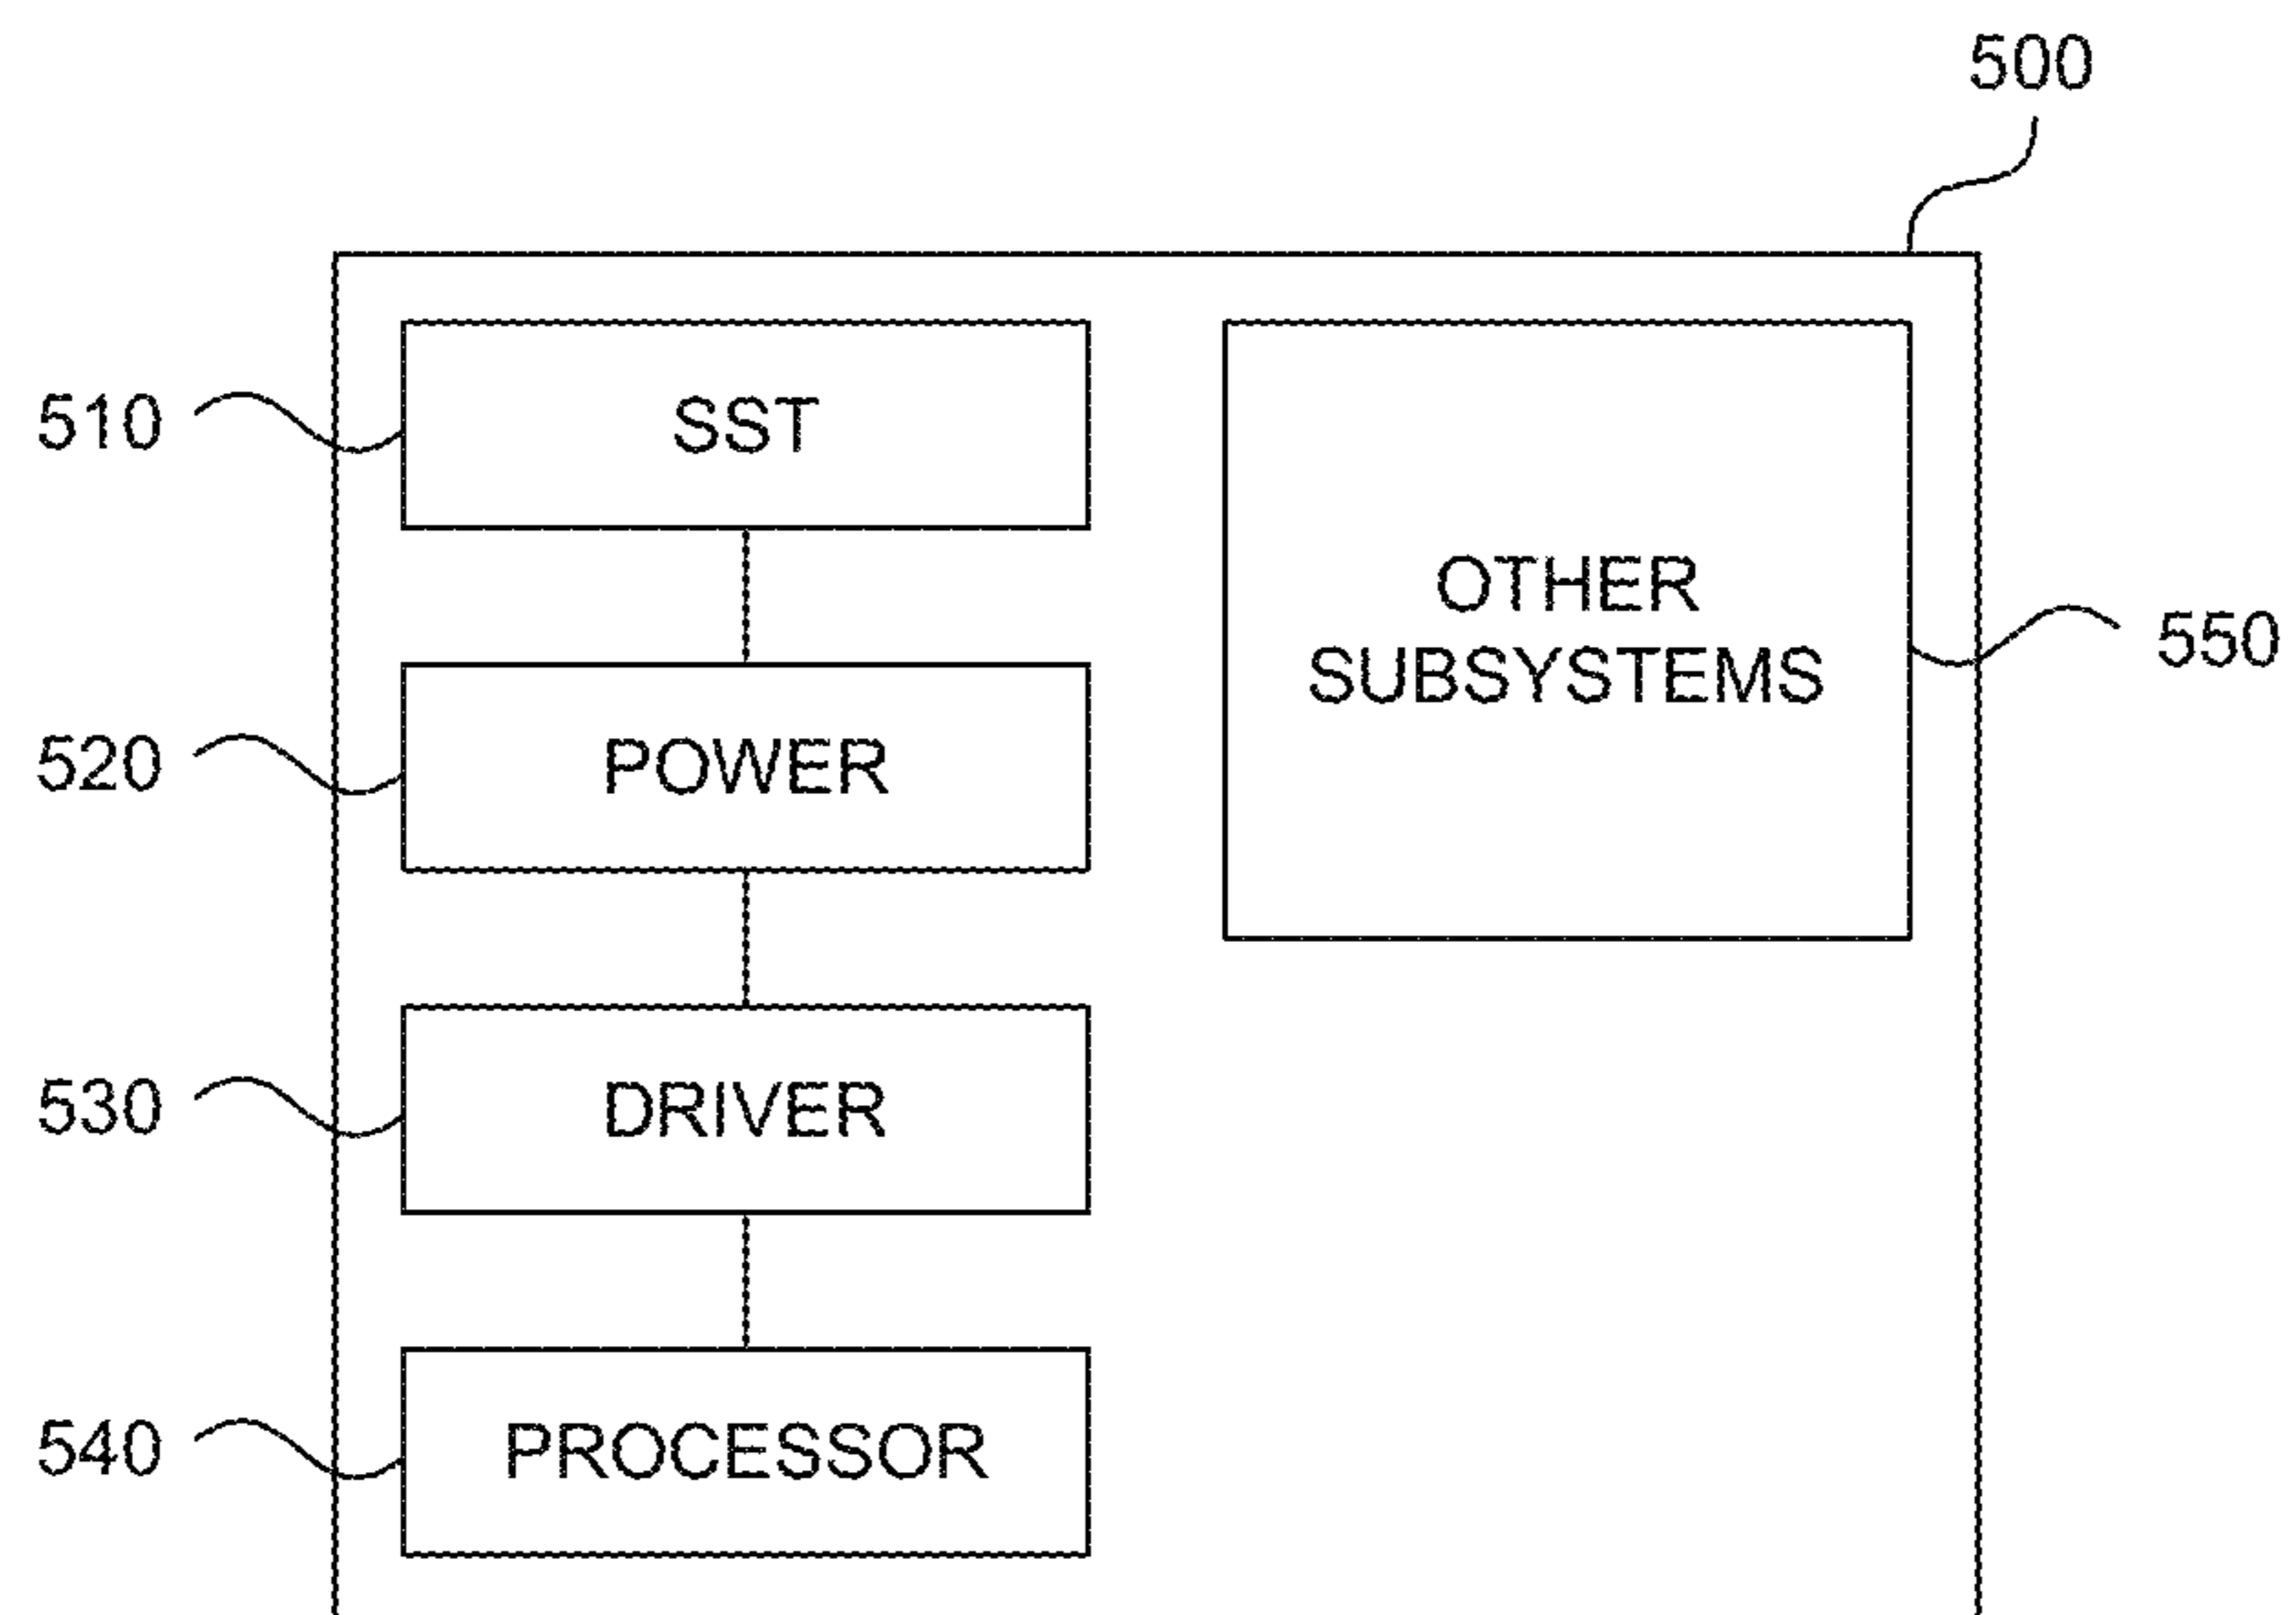 500
510
SST
OTHER
SUBSYSTEMS
550
520
POWER
530
DRIVER
540
PROCESSOR